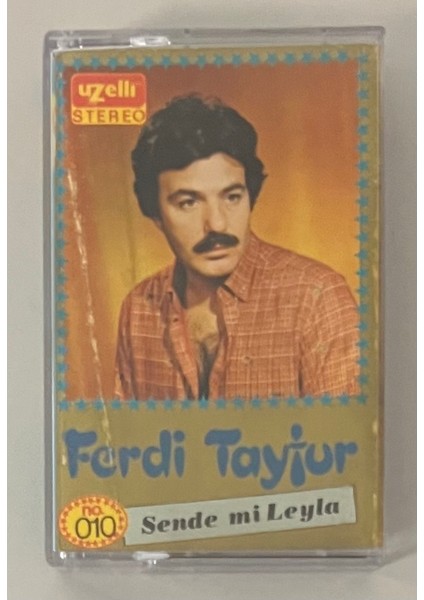 uzelli
STEREO
Ferdi Tayfur
no.
010
Sende mi Leyla